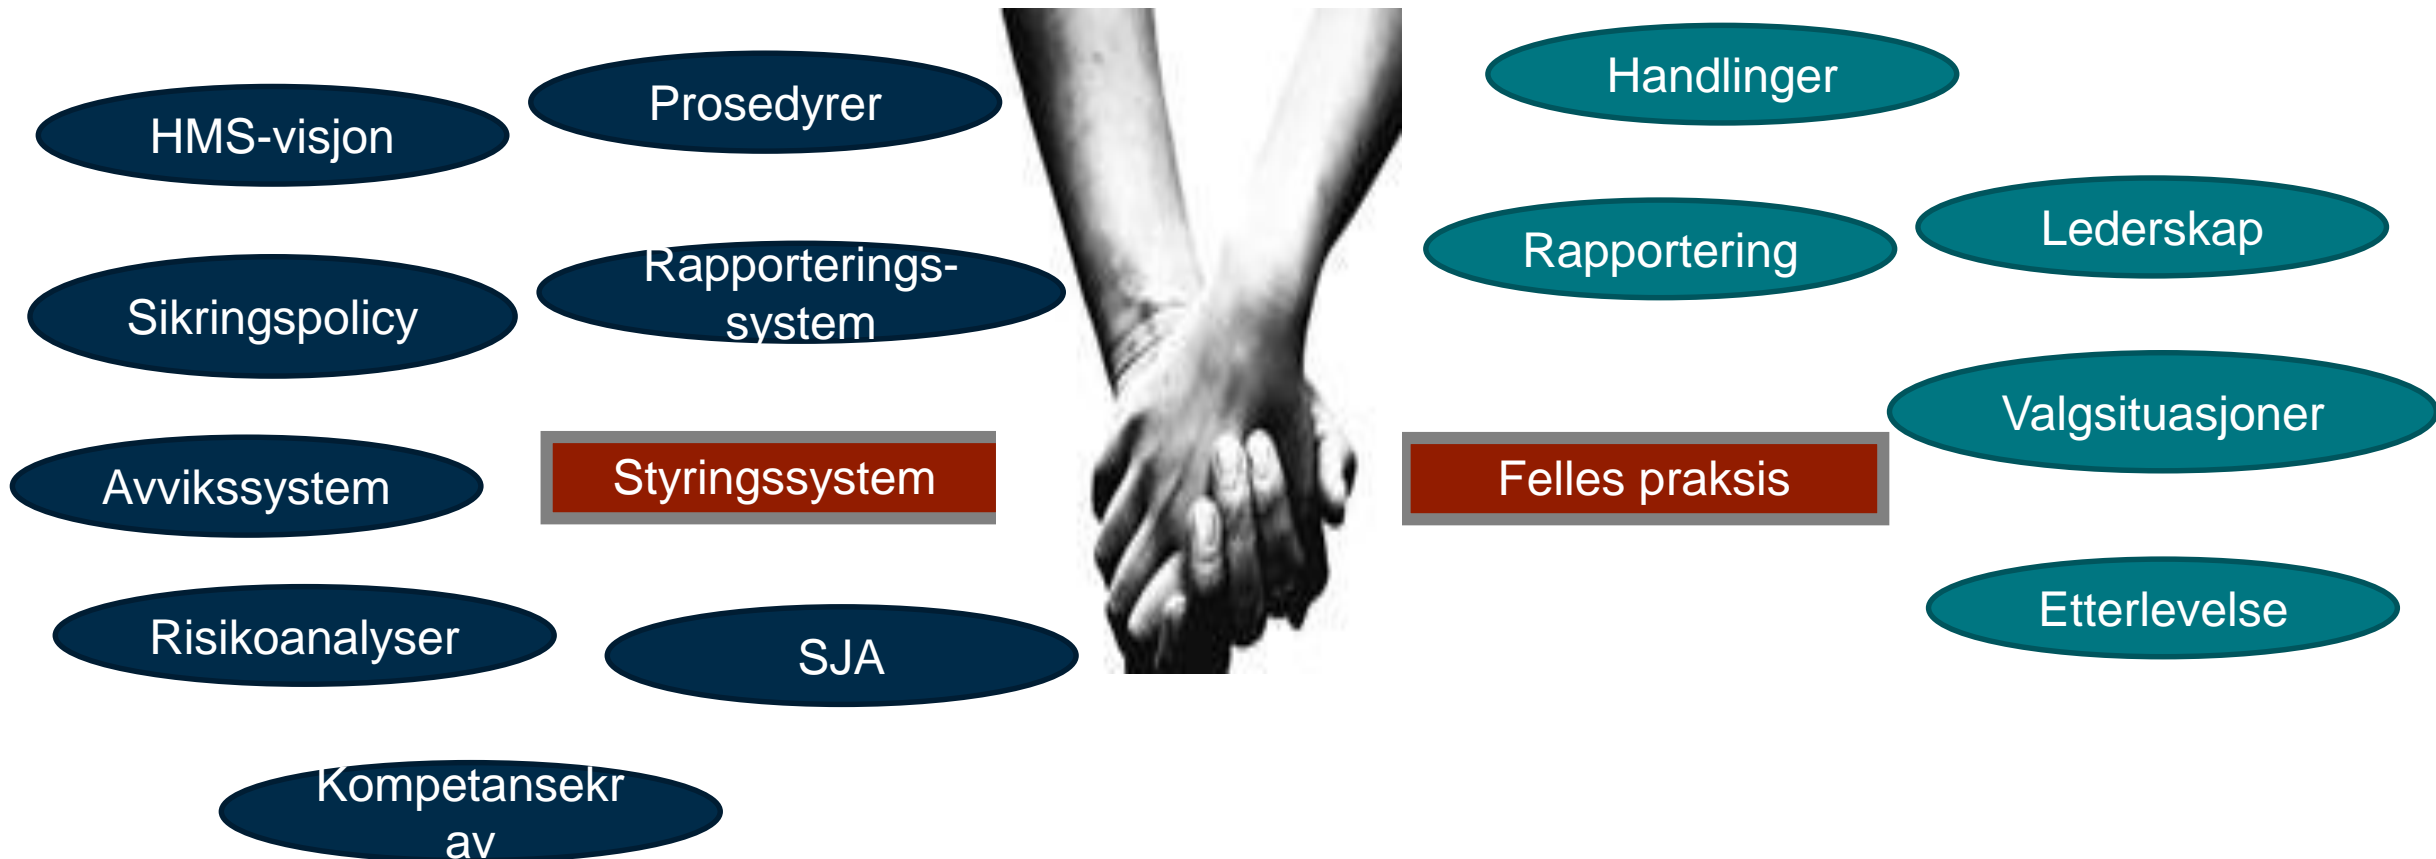 HMS-visjon
Prosedyrer
Sikringspolicy
Rapporterings-
system
Avvikssystem
Styringssystem
Risikoanalyser
SJA
Kompetansekr
av
Handlinger
Rapportering
Lederskap
Valgsituasjoner
Felles praksis
Etterlevelse